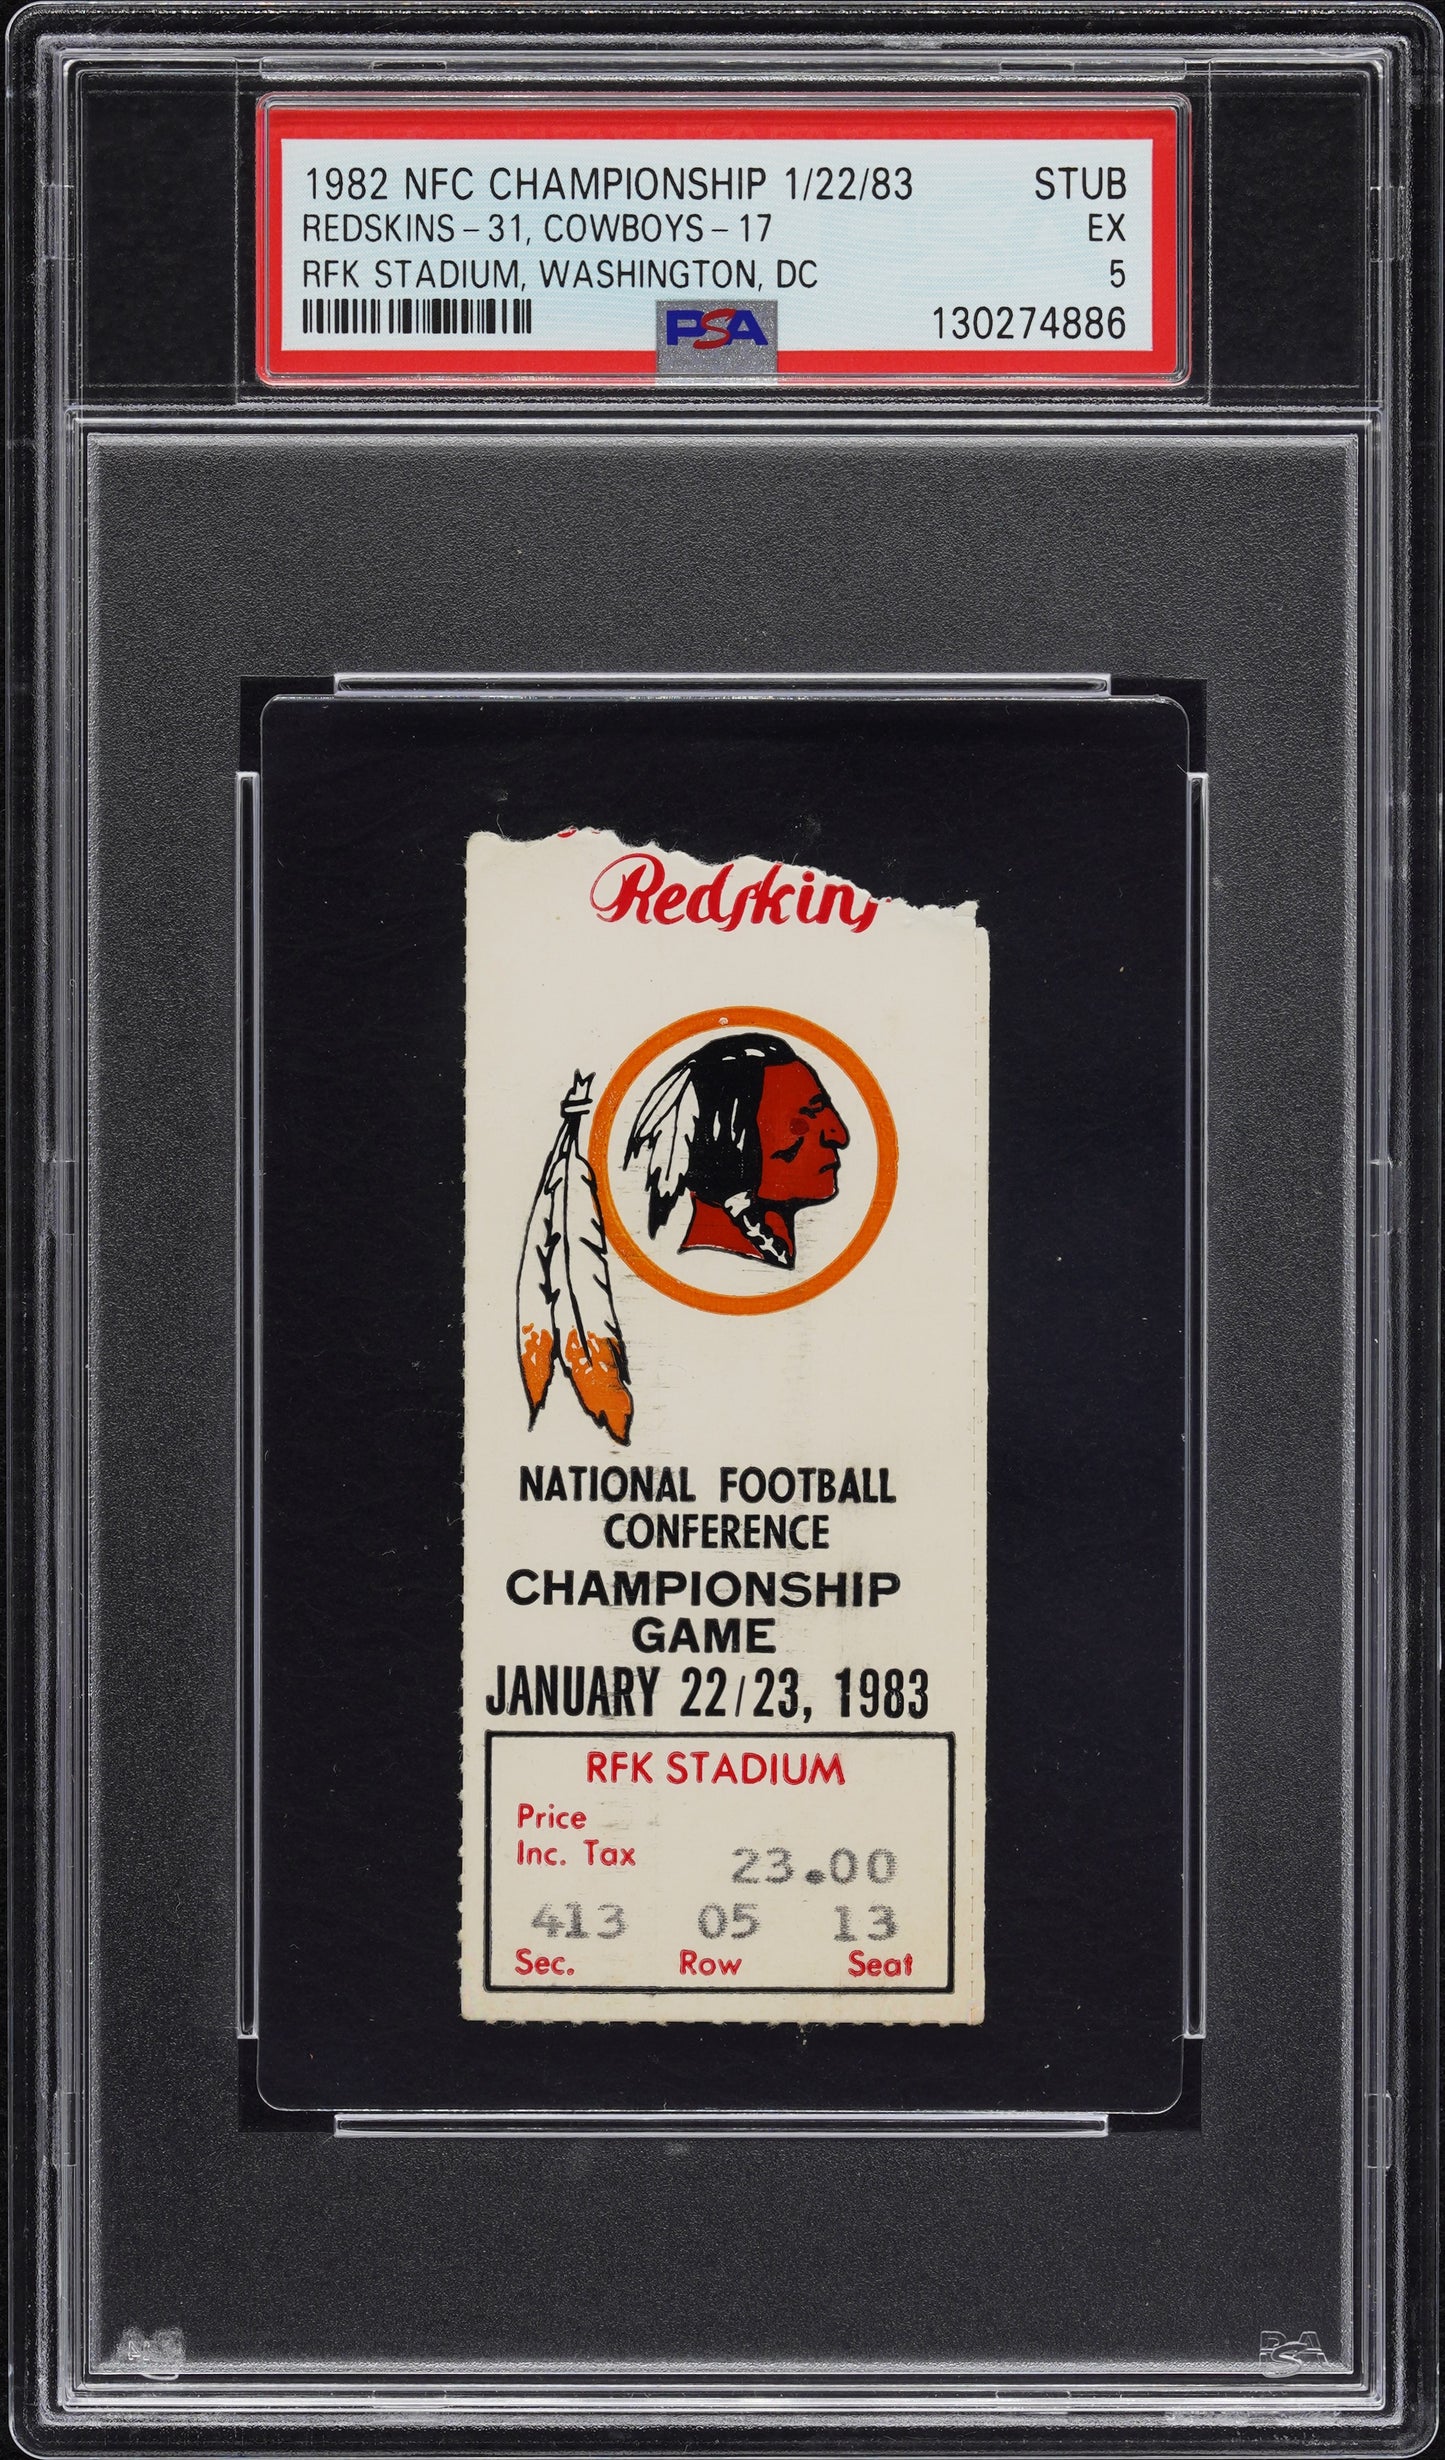 1982 NFC CHAMPIONSHIP 1/22/83 STUB
REDSKINS - 31, COWBOYS - 17 EX
RFK STADIUM, WASHINGTON, DC 5
PSA 130274886
Redskins
NATIONAL FOOTBALL
CONFERENCE
CHAMPIONSHIP
GAME
JANUARY 22/23, 1983
RFK STADIUM
Price
Inc. Tax 23.00
413 05 13
Sec. Row Seat
PSA